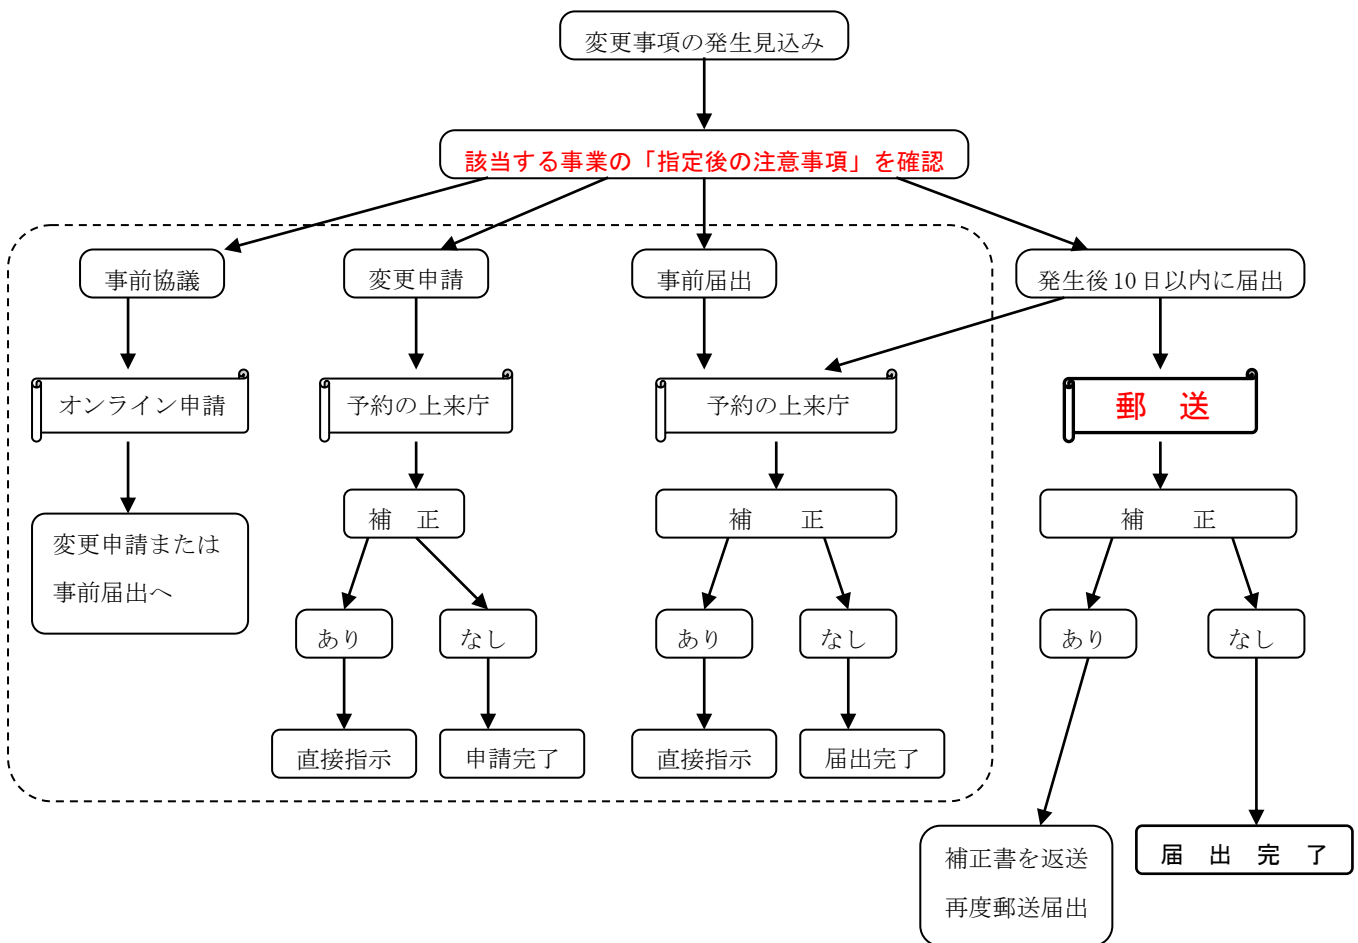 変更事項の発生見込み
該当する事業の「指定後の注意事項」を確認
事前協議
変更申請
事前届出
発生後10日以内に届出
オンライン申請
予約の上来庁
予約の上来庁
郵　送
変更申請または
事前届出へ
補　正
補　　正
補　　正
あり
なし
あり
なし
あり
なし
直接指示
申請完了
直接指示
届出完了
補正書を返送
再度郵送届出
届　出　完　了